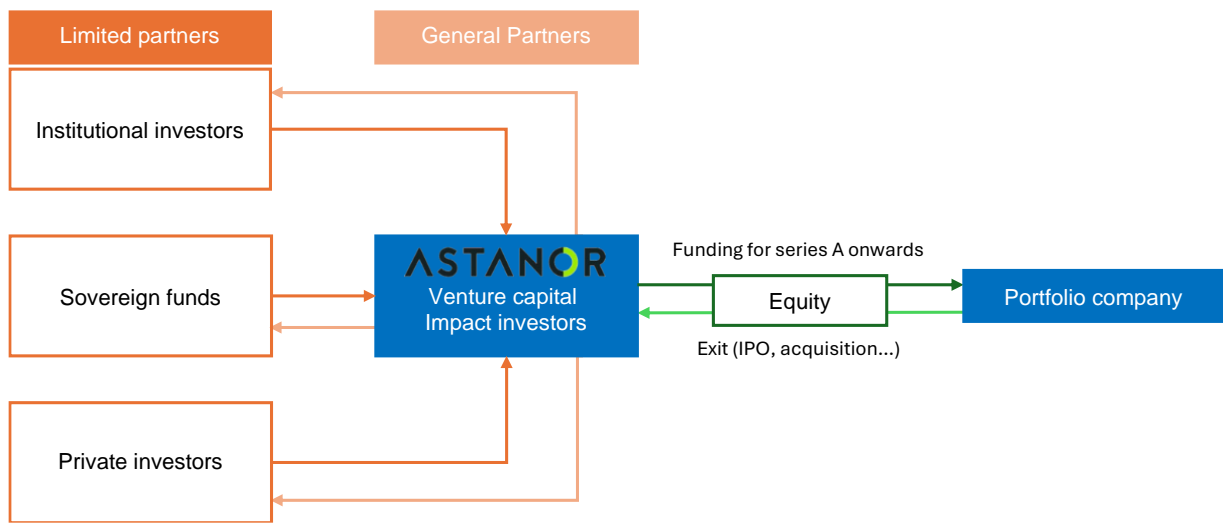 Limited partners
General Partners
Institutional investors
Sovereign funds
Private investors
ASTANOR
Venture capital
Impact investors
Funding for series A onwards
Equity
Exit (IPO, acquisition...)
Portfolio company